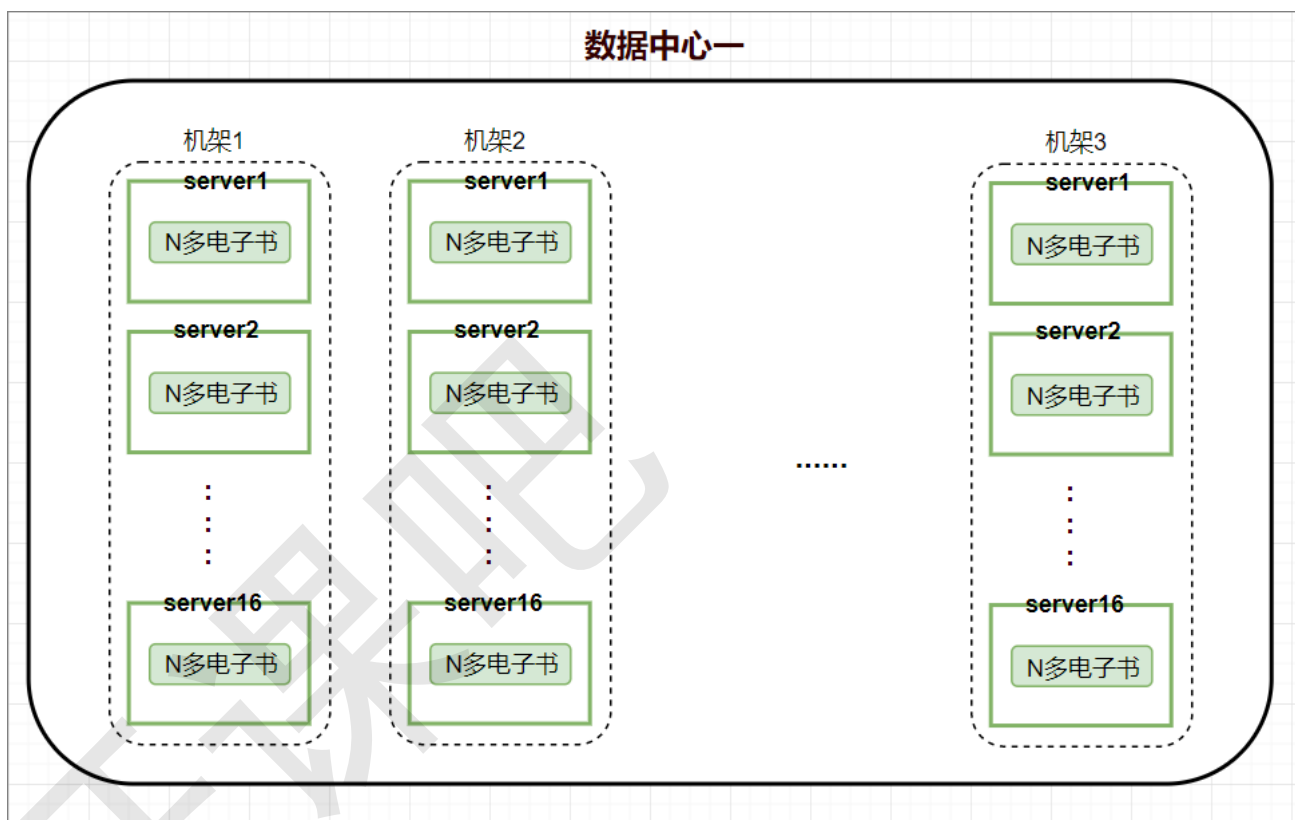 数据中心一
机架1
机架2
机架3
server1
server1
server1
N多电子书
N多电子书
N多电子书
server2
server2
server2
N多电子书
N多电子书
N多电子书
......
server16
server16
server16
N多电子书
N多电子书
N多电子书
开课吧